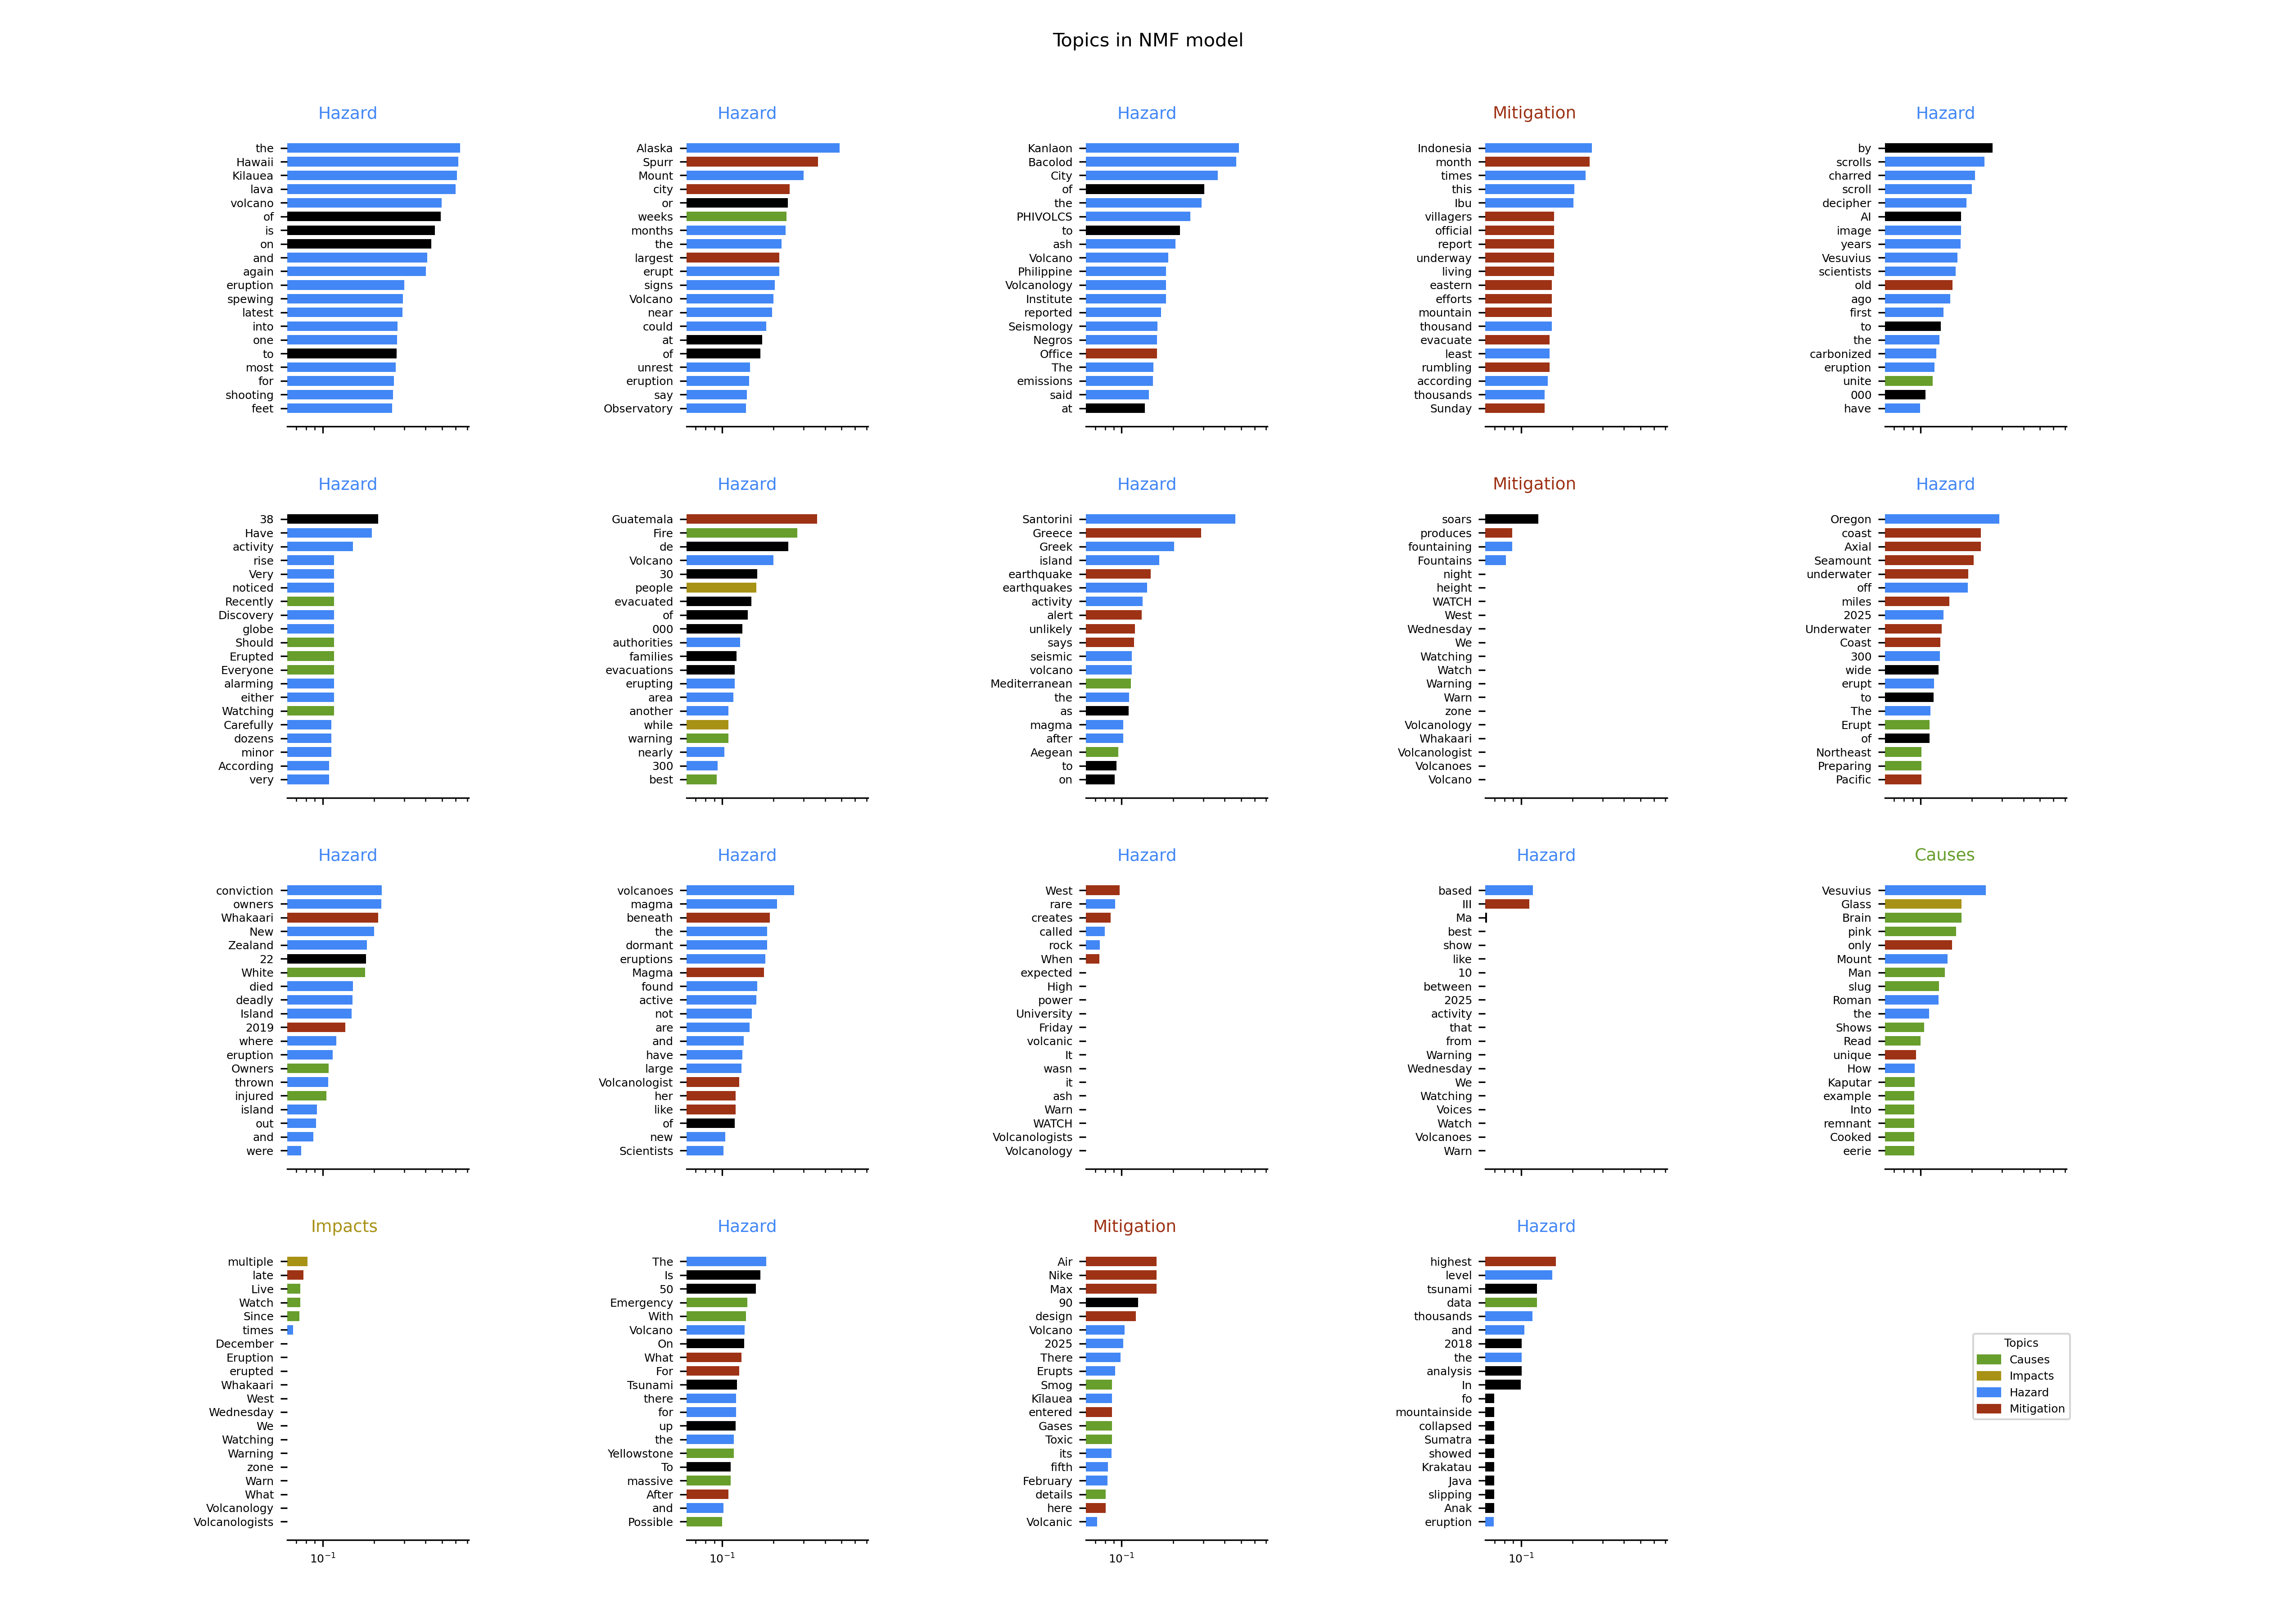 Topics in NMF model
Hazard
the
Hawaii
Kilauea
lava
volcano
of
is
on
and
again
eruption
spewing
latest
into
one
to
most
for
shooting
feet
Hazard
Alaska
Spurr
Mount
city
or
weeks
months
the
largest
erupt
signs
Volcano
near
could
at
of
unrest
eruption
say
Observatory
Hazard
Kanlaon
Bacolod
City
of
the
PHIVOLCS
to
ash
Volcano
Philippine
Volcanology
Institute
reported
Seismology
Negros
Office
The
emissions
said
at
Mitigation
Indonesia
month
times
this
Ibu
villagers
official
report
underway
living
eastern
efforts
mountain
thousand
evacuate
least
rumbling
according
thousands
Sunday
Hazard
by
scrolls
charred
scroll
decipher
AI
image
years
Vesuvius
scientists
old
ago
first
to
the
carbonized
eruption
unite
000
have
Hazard
38
Have
activity
rise
Very
noticed
Recently
Discovery
globe
Should
Erupted
Everyone
alarming
either
Watching
Carefully
dozens
minor
According
very
Hazard
Guatemala
Fire
de
Volcano
30
people
evacuated
of
000
authorities
families
evacuations
erupting
area
another
while
warning
nearly
300
best
Hazard
Santorini
Greece
Greek
island
earthquake
earthquakes
activity
alert
unlikely
says
seismic
volcano
Mediterranean
the
as
magma
after
Aegean
to
on
Mitigation
soars
produces
fountaining
Fountains
night
height
WATCH
West
Wednesday
We
Watching
Watch
Warning
Warn
zone
Volcanology
Whakaari
Volcanologist
Volcanoes
Volcano
Hazard
Oregon
coast
Axial
Seamount
underwater
off
miles
2025
Underwater
Coast
300
wide
erupt
to
The
Erupt
of
Northeast
Preparing
Pacific
Hazard
conviction
owners
Whakaari
New
Zealand
22
White
died
deadly
Island
2019
where
eruption
Owners
thrown
injured
island
out
and
were
Hazard
volcanoes
magma
beneath
the
dormant
eruptions
Magma
found
active
not
are
and
have
large
Volcanologist
her
like
of
new
Scientists
Hazard
West
rare
creates
called
rock
When
expected
High
power
University
Friday
volcanic
It
wasn
it
ash
Warn
WATCH
Volcanologists
Volcanology
Hazard
based
III
Ma
best
show
like
10
between
2025
activity
that
from
Warning
Wednesday
We
Watching
Voices
Watch
Volcanoes
Warn
Causes
Vesuvius
Glass
Brain
pink
only
Mount
Man
slug
Roman
the
Shows
Read
unique
How
Kaputar
example
Into
remnant
Cooked
eerie
Impacts
multiple
late
Live
Watch
Since
times
December
Eruption
erupted
Whakaari
West
Wednesday
We
Watching
Warning
zone
Warn
What
Volcanology
Volcanologists
10⁻¹
Hazard
The
Is
50
Emergency
With
Volcano
On
What
For
Tsunami
there
for
up
the
Yellowstone
To
massive
After
and
Possible
10⁻¹
Mitigation
Air
Nike
Max
90
design
Volcano
2025
There
Erupts
Smog
Kīlauea
entered
Gases
Toxic
its
fifth
February
details
here
Volcanic
10⁻¹
Hazard
highest
level
tsunami
data
thousands
and
2018
the
analysis
In
fo
mountainside
collapsed
Sumatra
showed
Krakatau
Java
slipping
Anak
eruption
10⁻¹
Topics
Causes
Impacts
Hazard
Mitigation